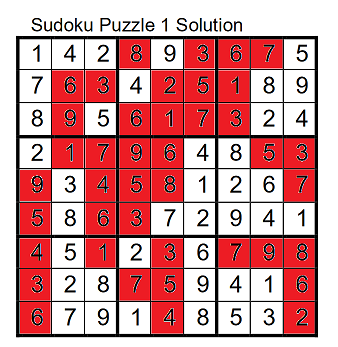 Sudoku Puzzle 1 Solution
1 4 2 8 9 3 6 7 5
7 6 3 4 2 5 1 8 9
8 9 5 6 1 7 3 2 4
2 1 7 9 6 4 8 5 3
9 3 4 5 8 1 2 6 7
5 8 6 3 7 2 9 4 1
4 5 1 2 3 6 7 9 8
3 2 8 7 5 9 4 1 6
6 7 9 1 4 8 5 3 2